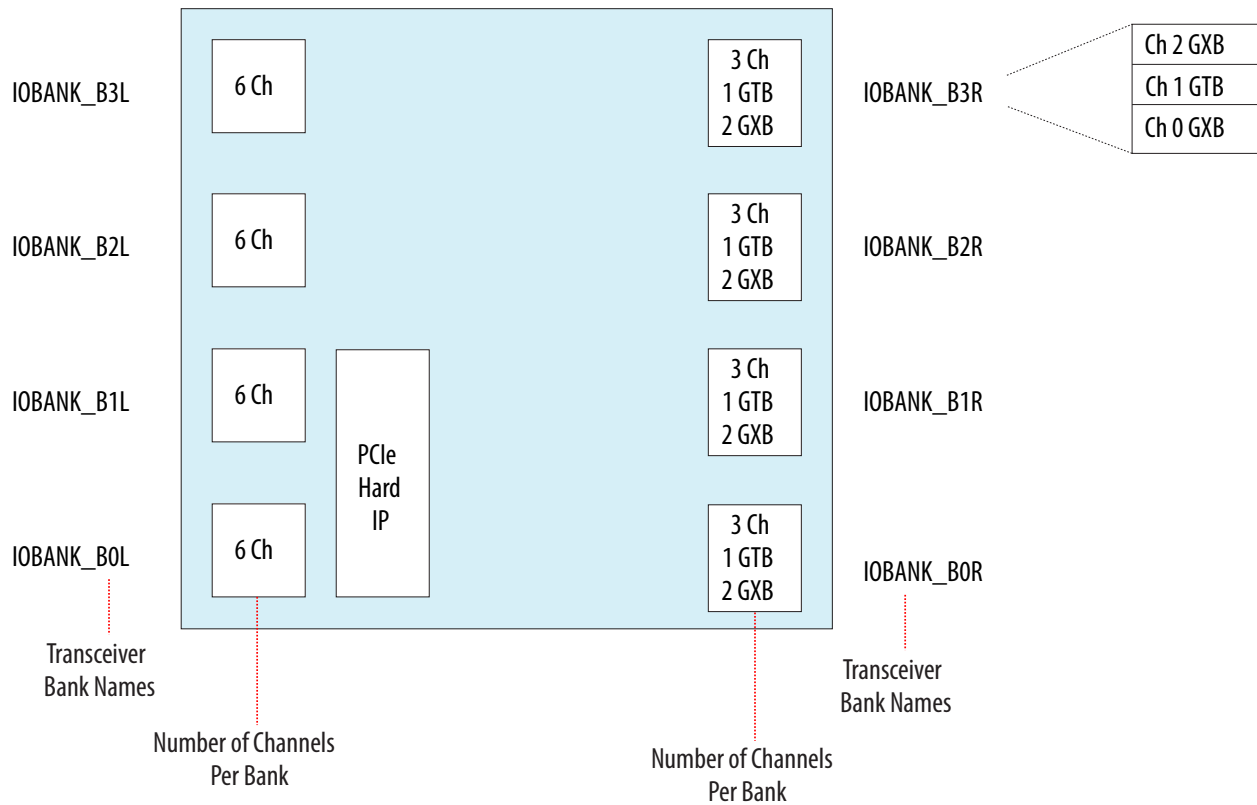 IOBANK_B3L
6 Ch
3 Ch
1 GTB
2 GXB
IOBANK_B3R
Ch 2 GXB
Ch 1 GTB
Ch 0 GXB
IOBANK_B2L
6 Ch
3 Ch
1 GTB
2 GXB
IOBANK_B2R
IOBANK_B1L
6 Ch
3 Ch
1 GTB
2 GXB
IOBANK_B1R
PCIe
Hard
IP
IOBANK_B0L
6 Ch
3 Ch
1 GTB
2 GXB
IOBANK_B0R
Transceiver
Bank Names
Number of Channels
Per Bank
Number of Channels
Per Bank
Transceiver
Bank Names